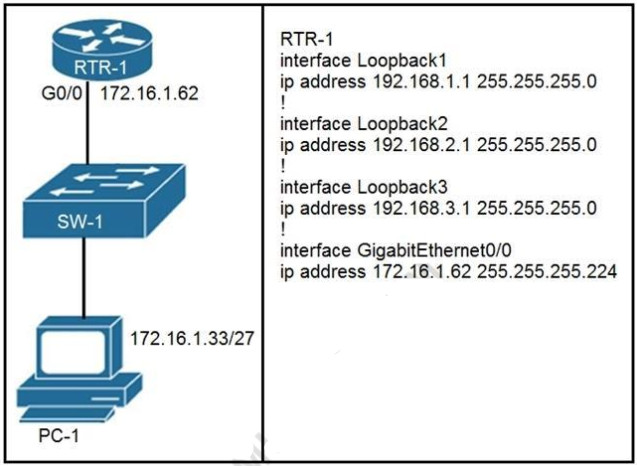 RTR-1
G0/0 172.16.1.62
SW-1
172.16.1.33/27
PC-1
RTR-1
interface Loopback1
ip address 192.168.1.1 255.255.255.0
!
interface Loopback2
ip address 192.168.2.1 255.255.255.0
!
interface Loopback3
ip address 192.168.3.1 255.255.255.0
!
interface GigabitEthernet0/0
ip address 172.16.1.62 255.255.255.224